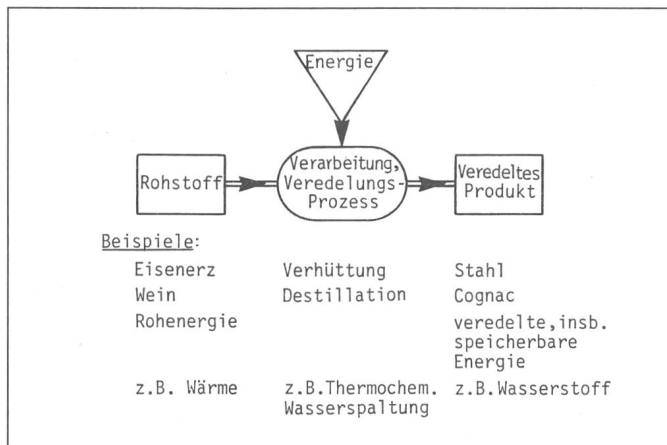 Energie
Rohstoff
Verarbeitung,
Veredelungs-
Prozess
Veredeltes
Produkt
Beispiele:
Eisenerz Verhüttung Stahl
Wein Destillation Cognac
Rohenergie veredelte,insb.
speicherbare
Energie
z.B. Wärme z.B.Thermochem. z.B.Wasserstoff
Wasserspaltung